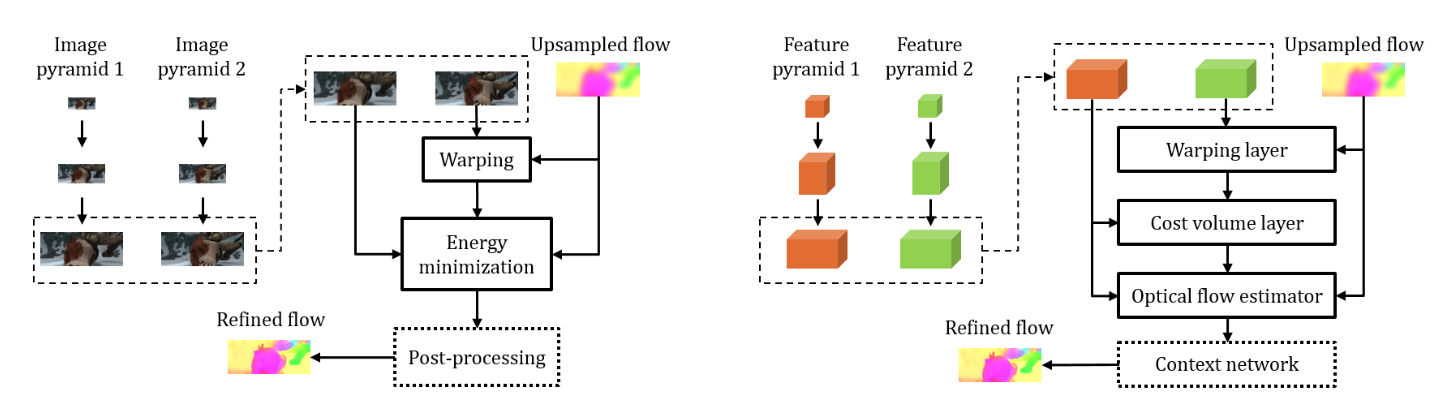 Image
pyramid 1
Image
pyramid 2
Upsampled flow
Warping
Energy
minimization
Refined flow
Post-processing
Feature
pyramid 1
Feature
pyramid 2
Upsampled flow
Warping layer
Cost volume layer
Optical flow estimator
Refined flow
Context network